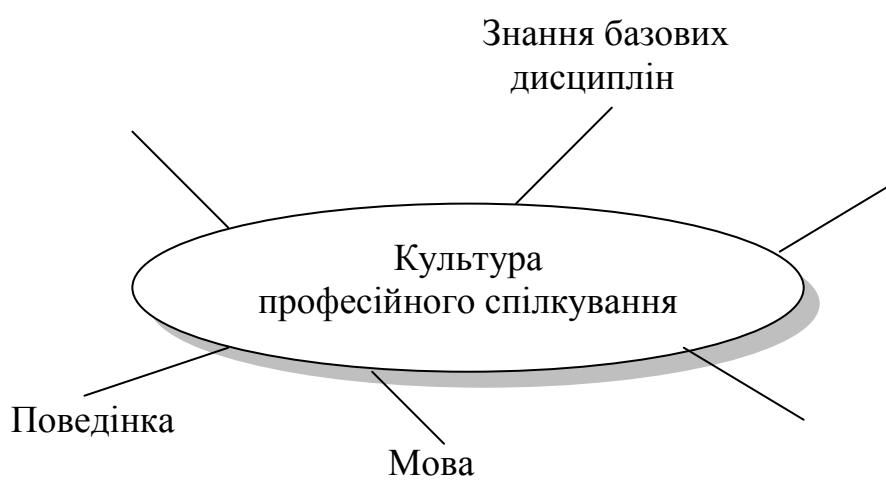 Знання базових
дисциплін
Культура
професійного спілкування
Поведінка
Мова